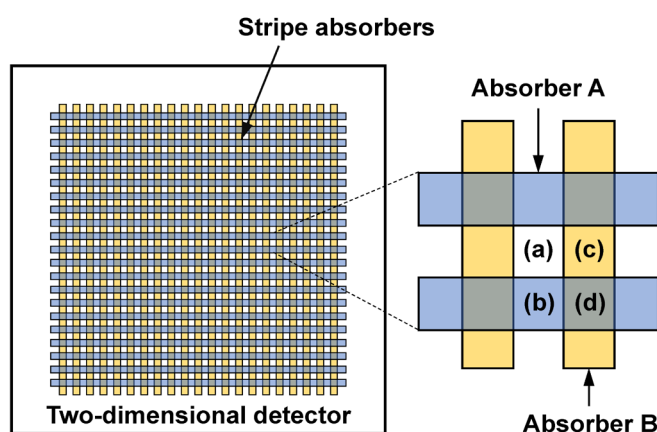 Stripe absorbers
Absorber A
(a)
(c)
(b)
(d)
Two-dimensional detector
Absorber B